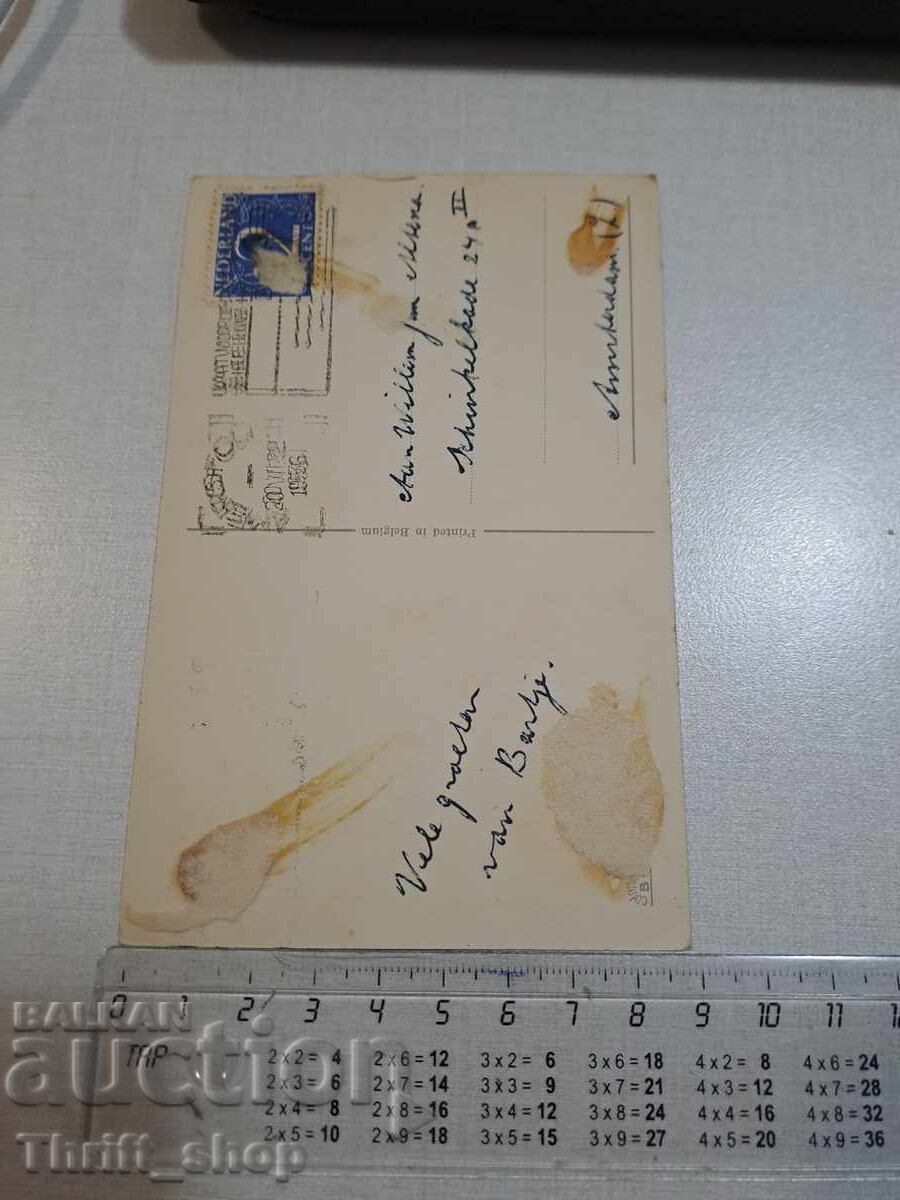 NEDERLAND
2
CENT
1956
Aan Willem Jan
Schinkelkade 24A II
Amsterdam (Z)
Printed in Belgium
Vele groeten
van Bartje.
0 1 2 3 4 5 6 7 8 9 10 11
2 x 2 = 4 2 x 6 = 12 3 x 2 = 6 3 x 6 = 18 4 x 2 = 8 4 x 6 = 24
2 x 3 = 6 2 x 7 = 14 3 x 3 = 9 3 x 7 = 21 4 x 3 = 12 4 x 7 = 28
2 x 4 = 8 2 x 8 = 16 3 x 4 = 12 3 x 8 = 24 4 x 4 = 16 4 x 8 = 32
2 x 5 = 10 2 x 9 = 18 3 x 5 = 15 3 x 9 = 27 4 x 5 = 20 4 x 9 = 36
BALKAN
auction
Thrift_shop